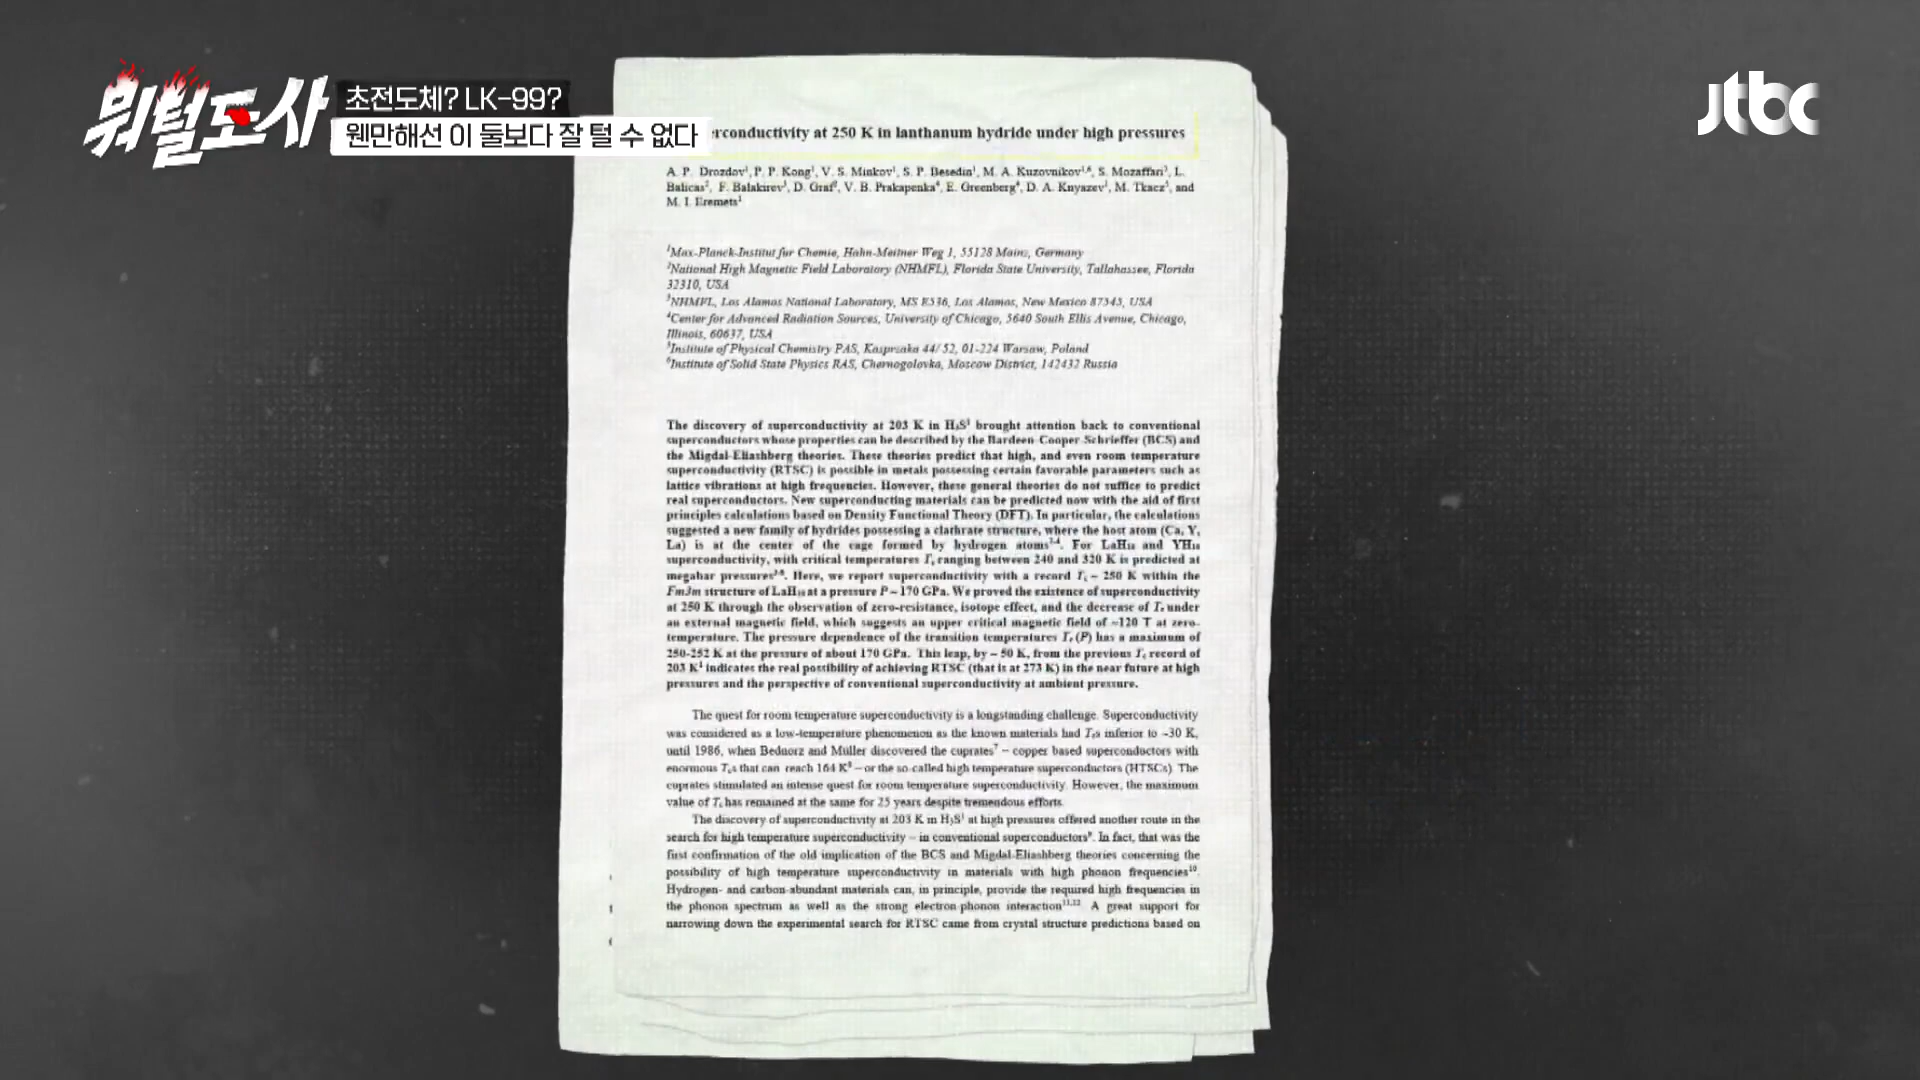 뭐털도사
초전도체? LK-99?
웬만해선 이 둘보다 잘 털 수 없다
jtbc
rconductivity at 250 K in lanthanum hydride under high pressures
A. P. Drozdov¹, P. P. Kong¹, V. S. Minkov¹, S. P. Besedin¹, M. A. Kuzovnikov¹,⁶, S. Mozaffari², L.
Balicas², F. Balakirev³, D. Graf², V. B. Prakapenka⁴, E. Greenberg⁴, D. A. Knyazev¹, M. Tkacz⁵, and
M. I. Eremets¹
¹Max-Planck-Institut fur Chemie, Hahn-Meitner Weg 1, 55128 Mainz, Germany
²National High Magnetic Field Laboratory (NHMFL), Florida State University, Tallahassee, Florida
32310, USA
³NHMFL, Los Alamos National Laboratory, MS E536, Los Alamos, New Mexico 87545, USA
⁴Center for Advanced Radiation Sources, University of Chicago, 5640 South Ellis Avenue, Chicago,
Illinois, 60637, USA
⁵Institute of Physical Chemistry PAS, Kasprzaka 44/52, 01-224 Warsaw, Poland
⁶Institute of Solid State Physics RAS, Chernogolovka, Moscow District, 142432 Russia
The discovery of superconductivity at 203 K in H₃S¹ brought attention back to conventional
superconductors whose properties can be described by the Bardeen-Cooper-Schrieffer (BCS) and
the Migdal-Eliashberg theories. These theories predict that high, and even room temperature
superconductivity (RTSC) is possible in metals possessing certain favorable parameters such as
lattice vibrations at high frequencies. However, these general theories do not suffice to predict
real superconductors. New superconducting materials can be predicted now with the aid of first
principles calculations based on Density Functional Theory (DFT). In particular, the calculations
suggested a new family of hydrides possessing a clathrate structure, where the host atom (Ca, Y,
La) is at the center of the cage formed by hydrogen atoms²⁻⁴. For LaH₁₀ and YH₁₀
superconductivity, with critical temperatures Tc ranging between 240 and 320 K is predicted at
megabar pressures³⁻⁶. Here, we report superconductivity with a record Tc ~ 250 K within the
Fm3̄m structure of LaH₁₀ at a pressure P ~ 170 GPa. We proved the existence of superconductivity
at 250 K through the observation of zero-resistance, isotope effect, and the decrease of Tc under
an external magnetic field, which suggests an upper critical magnetic field of ~120 T at zero-
temperature. The pressure dependence of the transition temperatures Tc (P) has a maximum of
250-252 K at the pressure of about 170 GPa. This leap, by ~ 50 K, from the previous Tc record of
203 K¹ indicates the real possibility of achieving RTSC (that is at 273 K) in the near future at high
pressures and the perspective of conventional superconductivity at ambient pressure.
The quest for room temperature superconductivity is a longstanding challenge. Superconductivity
was considered as a low-temperature phenomenon as the known materials had Tcs inferior to ~30 K,
until 1986, when Bednorz and Müller discovered the cuprates⁷ – copper based superconductors with
enormous Tcs that can reach 164 K⁸ – or the so-called high temperature superconductors (HTSCs). The
cuprates stimulated an intense quest for room temperature superconductivity. However, the maximum
value of Tc has remained at the same for 25 years despite tremendous efforts.
The discovery of superconductivity at 203 K in H₃S¹ at high pressures offered another route in the
search for high temperature superconductivity – in conventional superconductors⁹. In fact, that was the
first confirmation of the old implication of the BCS and Migdal-Eliashberg theories concerning the
possibility of high temperature superconductivity in materials with high phonon frequencies¹⁰.
Hydrogen- and carbon-abundant materials can, in principle, provide the required high frequencies in
the phonon spectrum as well as the strong electron-phonon interaction¹¹,¹². A great support for
narrowing down the experimental search for RTSC came from crystal structure predictions based on